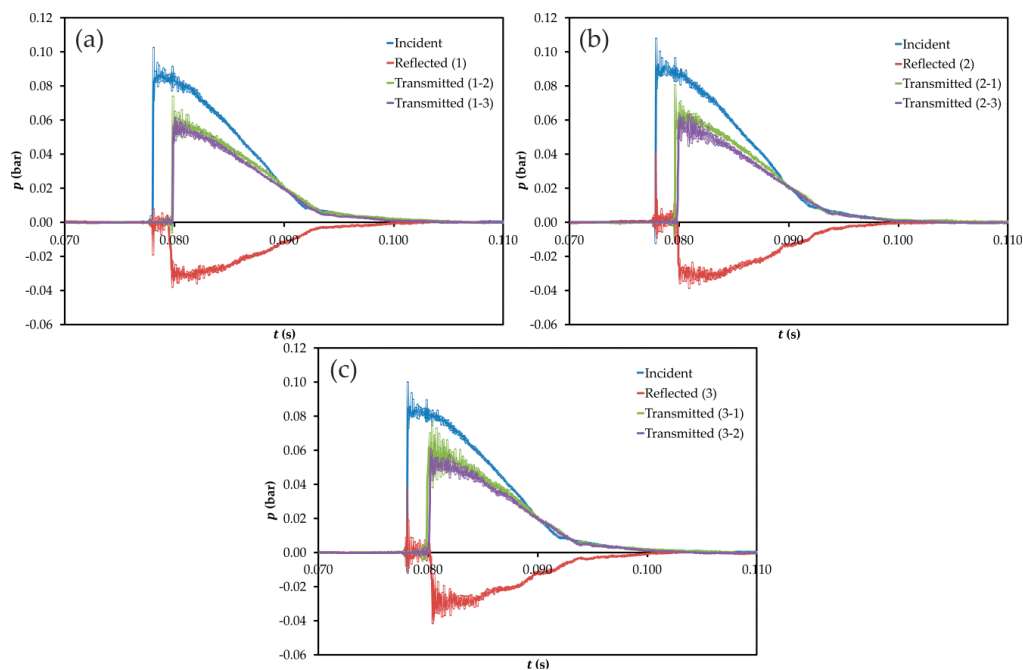 (a)
0.12
0.10
0.08
0.06
0.04
0.02
0.00
-0.02
-0.04
-0.06
p (bar)
0.070
0.080
0.090
0.100
0.110
t (s)
Incident
Reflected (1)
Transmitted (1-2)
Transmitted (1-3)
(b)
0.12
0.10
0.08
0.06
0.04
0.02
0.00
-0.02
-0.04
-0.06
p (bar)
0.070
0.080
0.090
0.100
0.110
t (s)
Incident
Reflected (2)
Transmitted (2-1)
Transmitted (2-3)
(c)
0.12
0.10
0.08
0.06
0.04
0.02
0.00
-0.02
-0.04
-0.06
p (bar)
0.070
0.080
0.090
0.100
0.110
t (s)
Incident
Reflected (3)
Transmitted (3-1)
Transmitted (3-2)